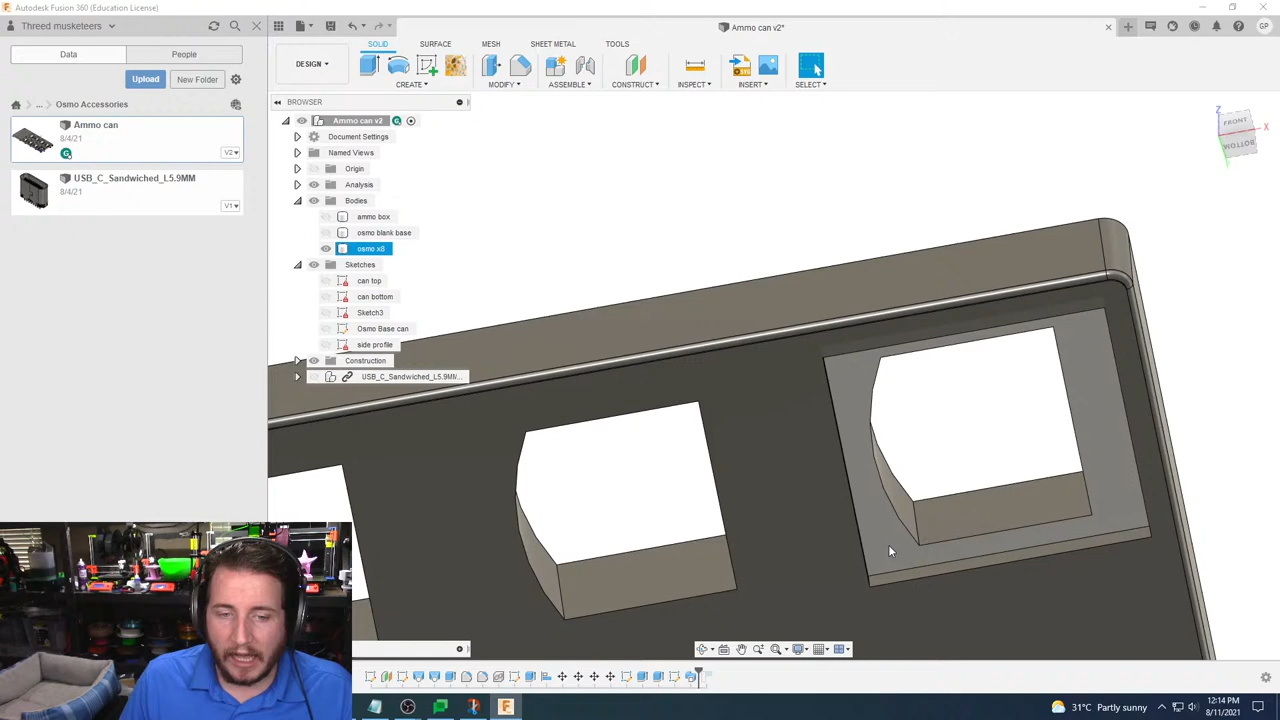 Autodesk Fusion 360 (Education License)
Threed musketeers
Ammo can v2*
GP
Data
People
SOLID
SURFACE
MESH
SHEET METAL
TOOLS
DESIGN
CREATE
MODIFY
ASSEMBLE
CONSTRUCT
INSPECT
INSERT
SELECT
Upload
New Folder
... Osmo Accessories
Ammo can
8/4/21
G
V2
USB_C_Sandwiched_L5.9MM
8/4/21
V1
BROWSER
Ammo can v2
Document Settings
Named Views
Origin
Analysis
Bodies
ammo box
osmo blank base
osmo x8
Sketches
can top
can bottom
Sketch3
Osmo Base can
side profile
Construction
USB_C_Sandwiched_L5.9MM...
Z
FRONT
X
BOTTOM
31°C Partly sunny
12:14 PM
8/11/2021